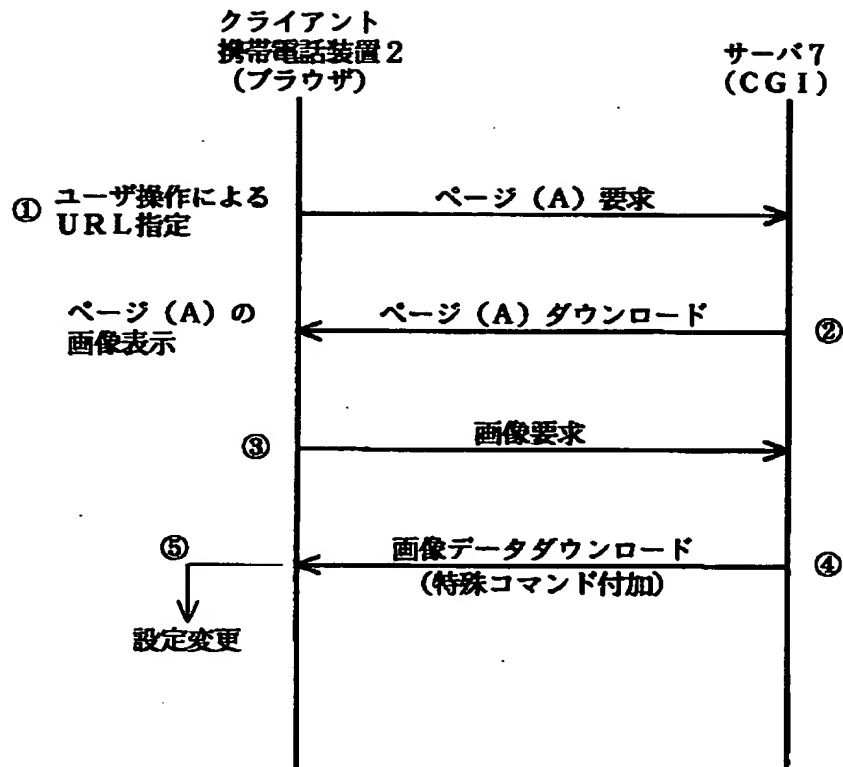 クライアント
携帯電話装置2
(ブラウザ)
サーバ7
(CGI)
① ユーザ操作による
URL指定
ページ(A)要求
ページ(A)の
画像表示
ページ(A)ダウンロード
②
③
画像要求
⑤
画像データダウンロード
(特殊コマンド付加)
④
設定変更